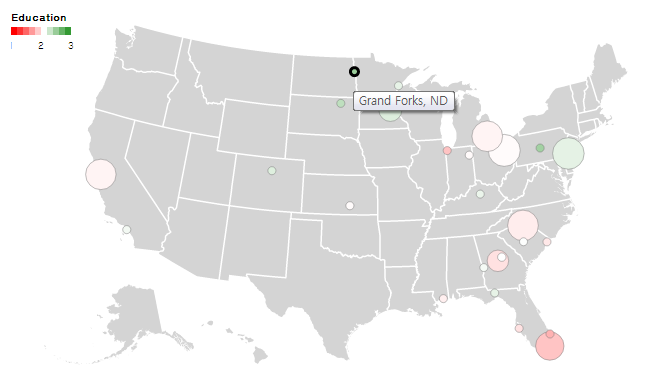 Education
1 2 3
Grand Forks, ND